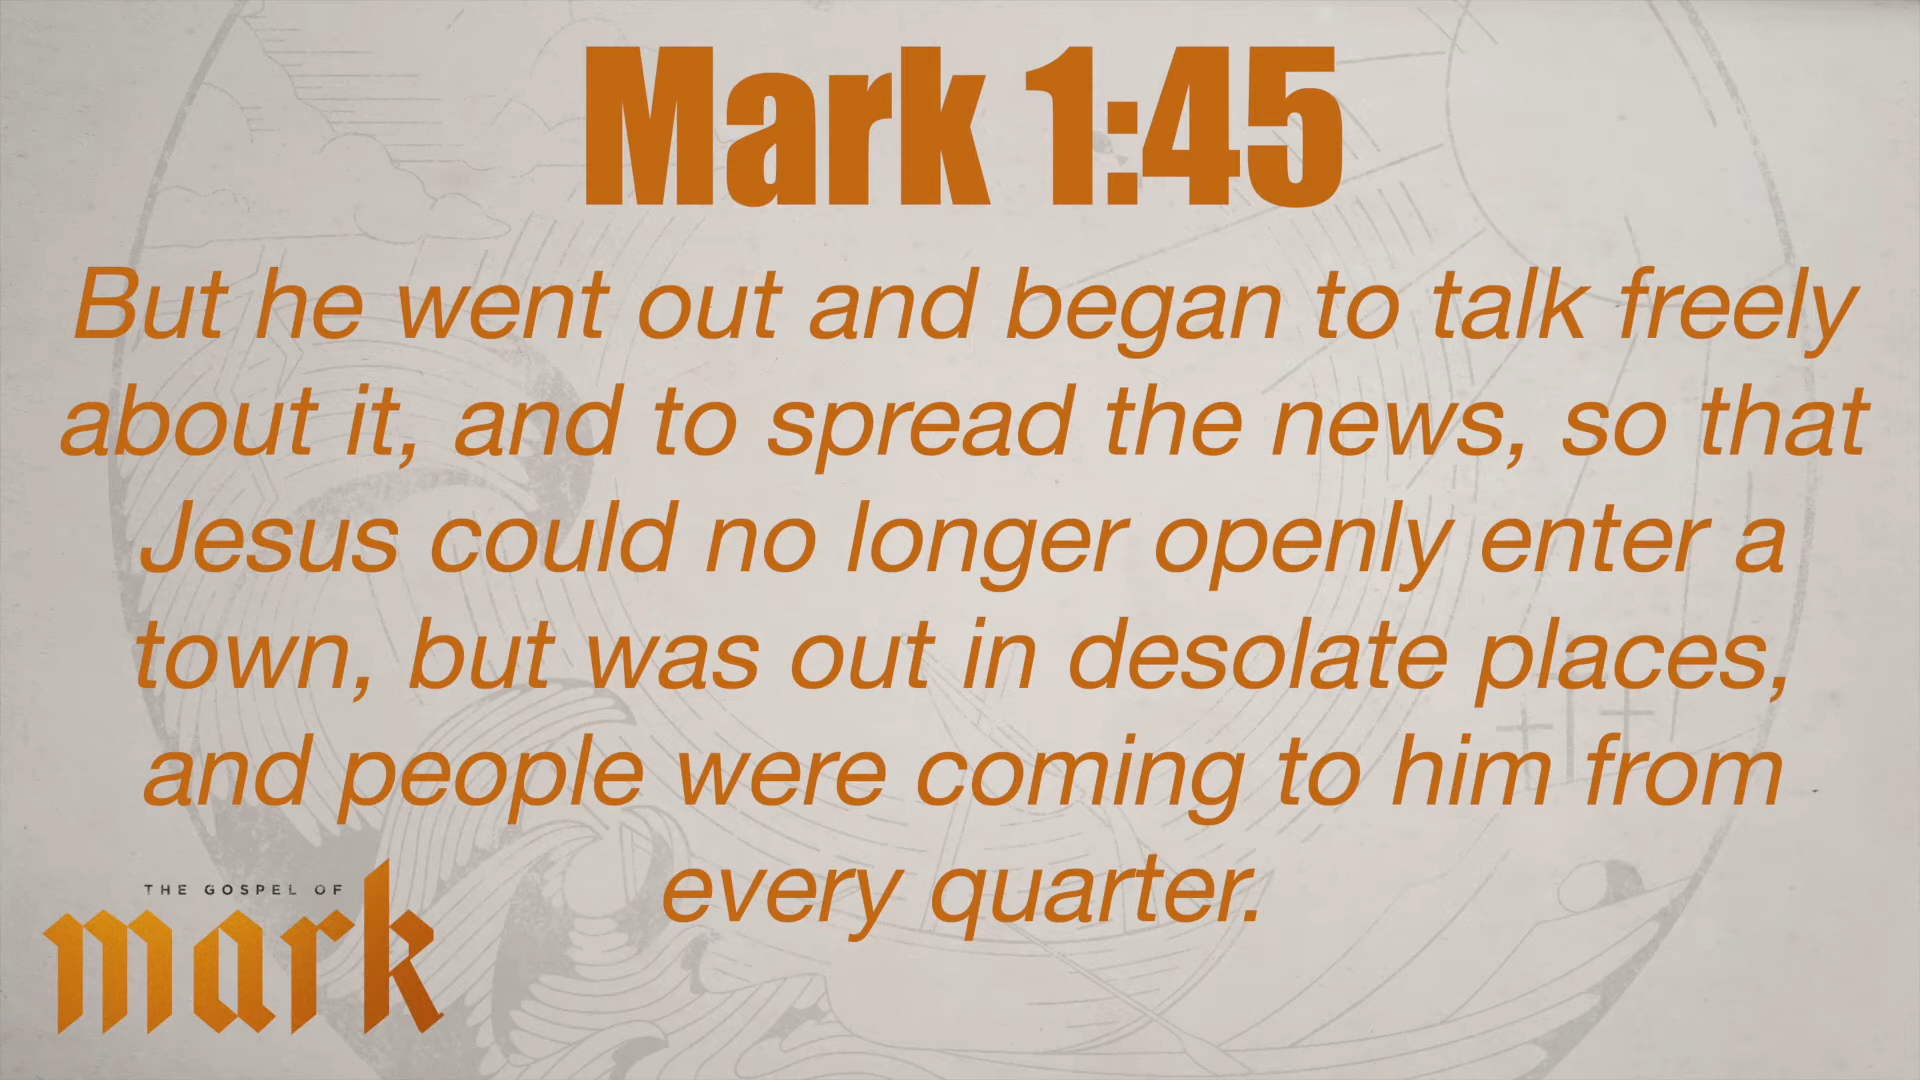 Mark 1:45
But he went out and began to talk freely
about it, and to spread the news, so that
Jesus could no longer openly enter a
town, but was out in desolate places,
and people were coming to him from
every quarter.
THE GOSPEL OF
mark